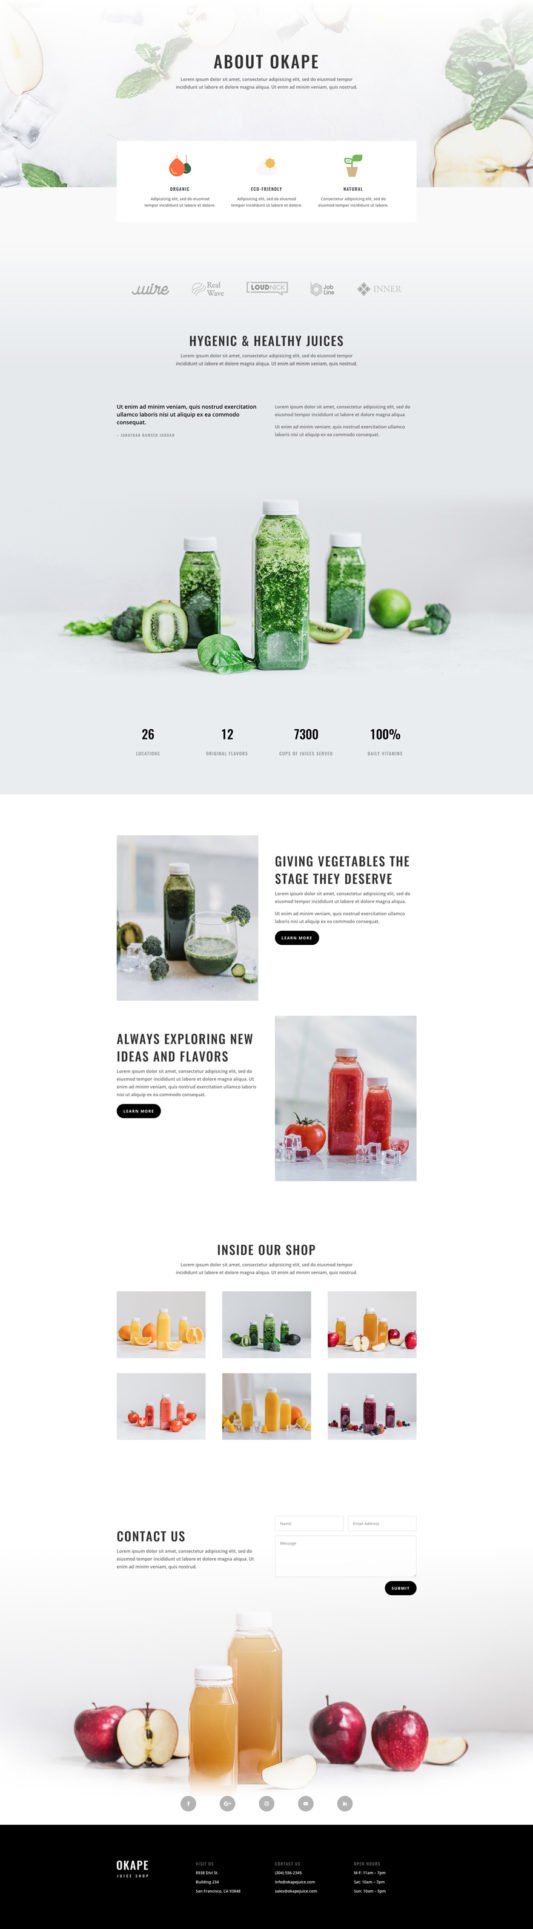 ABOUT OKAPE
Lorem ipsum dolor sit amet, consectetur adipiscing elit, sed do eiusmod tempor
incididunt ut labore et dolore magna aliqua. Ut enim ad minim veniam, quis nostrud.
ORGANIC
Adipiscing elit, sed do eiusmod
tempor incididunt ut labore et dolore
ECO-FRIENDLY
Adipiscing elit, sed do eiusmod
tempor incididunt ut labore et dolore.
NATURAL
Consectetur adipiscing elit, sed do
eiusmod tempor incididunt ut labore.
Real
Wave
LOUDNICK
Job
Line
INNER
HYGENIC & HEALTHY JUICES
Lorem ipsum dolor sit amet, consectetur adipiscing elit, sed do eiusmod tempor
incididunt ut labore et dolore magna aliqua. Ut enim ad minim veniam, quis nostrud.
Ut enim ad minim veniam, quis nostrud exercitation
ullamco laboris nisi ut aliquip ex ea commodo
consequat.
Lorem ipsum dolor sit amet, consectetur adipiscing elit, sed do
eiusmod tempor incididunt ut labore et dolore magna aliqua.
Ut enim ad minim veniam, quis nostrud exercitation ullamco
laboris nisi ut aliquip ex ea commodo consequat.
26
LOCATIONS
12
ORIGINAL FLAVORS
7300
CUPS OF JUICES SERVED
100%
DAILY VITAMINS
GIVING VEGETABLES THE
STAGE THEY DESERVE
Lorem ipsum dolor sit amet, consectetur adipiscing elit, sed do
eiusmod tempor incididunt ut labore et dolore magna aliqua.
Ut enim ad minim veniam, quis nostrud exercitation ullamco
laboris nisi ut aliquip ex ea commodo consequat.
LEARN MORE
ALWAYS EXPLORING NEW
IDEAS AND FLAVORS
Lorem ipsum dolor sit amet, consectetur adipiscing elit, sed do
eiusmod tempor incididunt ut labore et dolore magna aliqua. Ut
enim ad minim veniam, quis nostrud exercitation ullamco laboris
nisi ut aliquip ex ea commodo consequat.
LEARN MORE
INSIDE OUR SHOP
Lorem ipsum dolor sit amet, consectetur adipiscing elit, sed do eiusmod tempor
incididunt ut labore et dolore magna aliqua. Ut enim ad minim veniam, quis nostrud.
CONTACT US
Lorem ipsum dolor sit amet, consectetur adipiscing elit, sed do
eiusmod tempor incididunt ut labore et dolore magna aliqua. Ut
enim ad minim veniam, quis nostrud.
Name
Email Address
Message
SUBMIT
OKAPE
JUICE SHOP
VISIT US
8938 Divi St.
Building 234
San Francisco, CA 93848
CONTACT US
info@okapejuice.com
sales@okapejuice.com
OPEN HOURS
M-F: 11am – 7pm
Sat: 10am – 7pm
Sun: 10am – 5pm